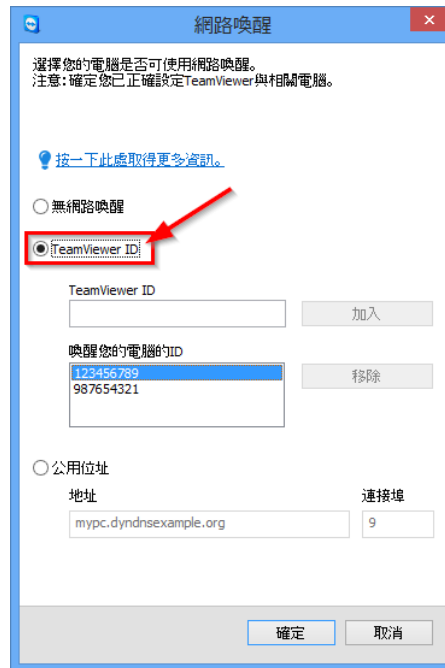 網路喚醒
選擇您的電腦是否可使用網路喚醒。
注意:確定您已正確設定TeamViewer與相關電腦。
按一下此處取得更多資訊。
無網路喚醒
TeamViewer ID
TeamViewer ID
加入
喚醒您的電腦的ID
123456789
移除
987654321
公用位址
地址 連接埠
mypc.dyndnsexample.org 9
確定 取消